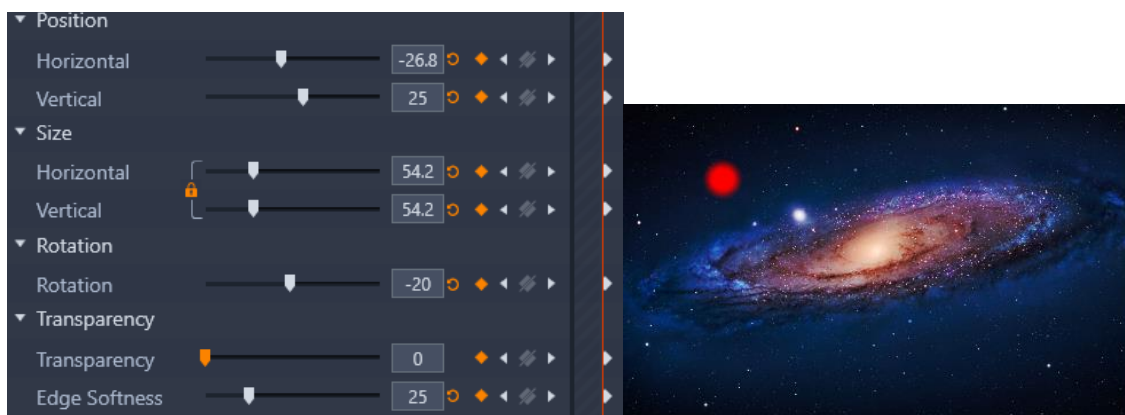 Position
Horizontal -26.8
Vertical 25
Size
Horizontal 54.2
Vertical 54.2
Rotation
Rotation -20
Transparency
Transparency 0
Edge Softness 25